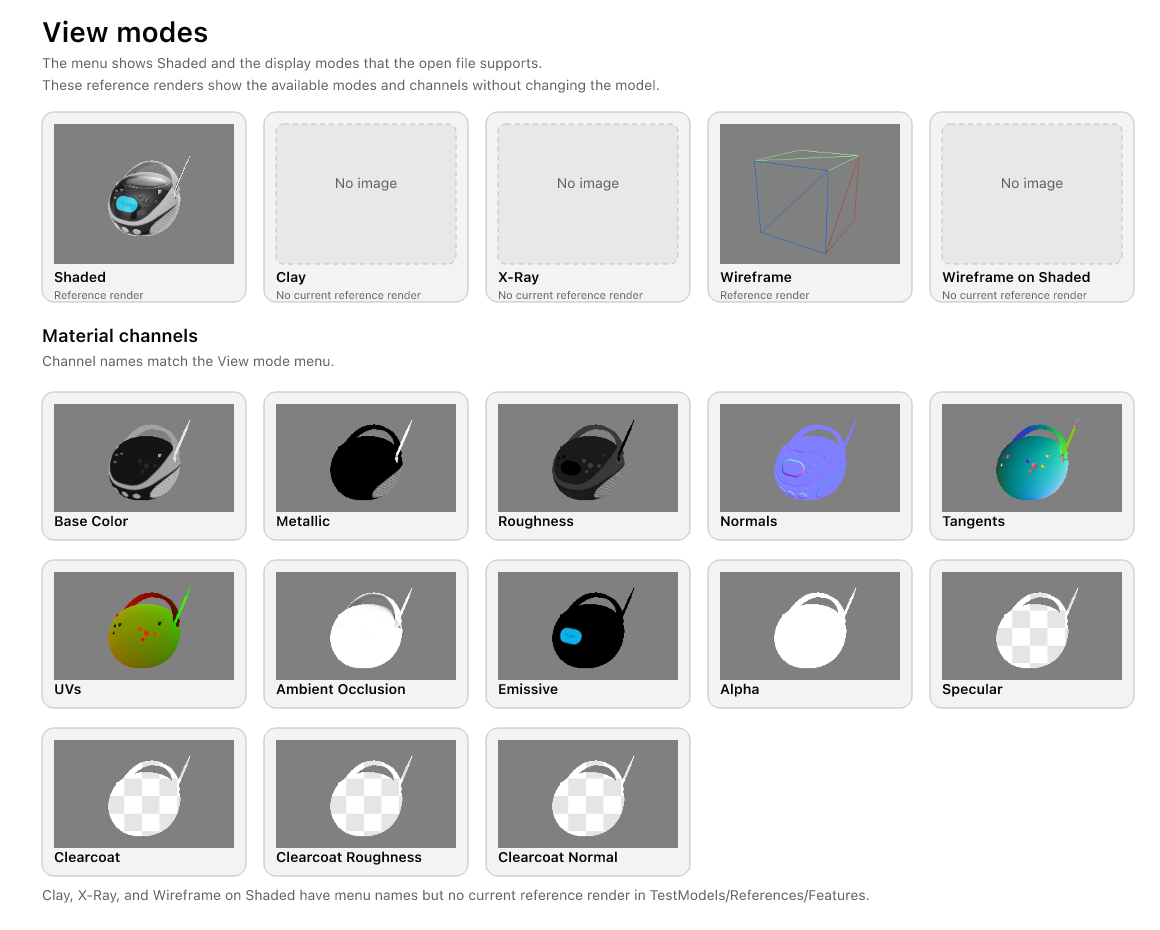 View modes
The menu shows Shaded and the display modes that the open file supports.
These reference renders show the available modes and channels without changing the model.
No image
No image
No image
Shaded
Clay
X-Ray
Wireframe
Wireframe on Shaded
Reference render
No current reference render
No current reference render
Reference render
No current reference render
Material channels
Channel names match the View mode menu.
Base Color
Metallic
Roughness
Normals
Tangents
UVs
Ambient Occlusion
Emissive
Alpha
Specular
Clearcoat
Clearcoat Roughness
Clearcoat Normal
Clay, X-Ray, and Wireframe on Shaded have menu names but no current reference render in TestModels/References/Features.